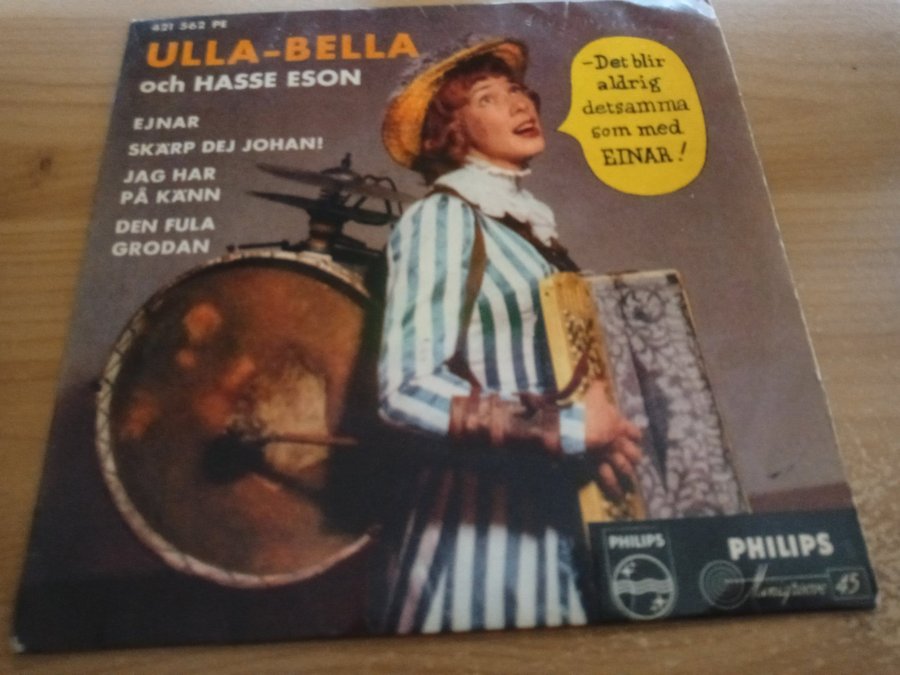 421 562 PE
ULLA-BELLA
och HASSE ESON
EJNAR
SKÄRP DEJ JOHAN!
JAG HAR
PÅ KÄNN
DEN FULA
GRODAN
-Det blir
aldrig
detsamma
som med
EINAR!
PHILIPS
PHILIPS
Minigroove 45